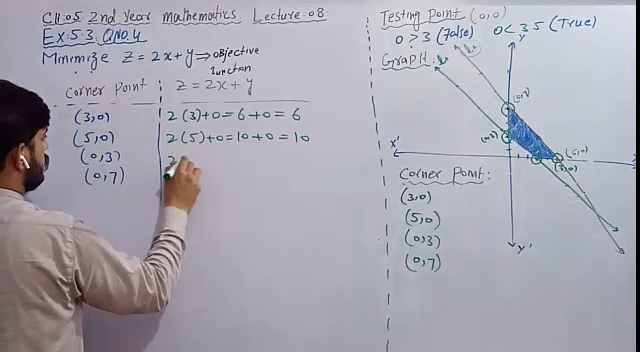 CH:05 2nd year mathematics Lecture:08
Ex:5.3 Q.NO.4
Minimize Z = 2x+y → objective function
corner point
Z = 2x+y
(3,0)
2(3)+0=6+0=6
(5,0)
2(5)+0=10+0=10
(0,3)
2
(0,7)
Testing point (0,0)
0 > 3 (False) 0 < 35 (True)
Graph:
l₁
l₂
y
(0,7)
(0,3)
(5,0)
(3,0)
x'
y'
Corner Point:
(3,0)
(5,0)
(0,3)
(0,7)